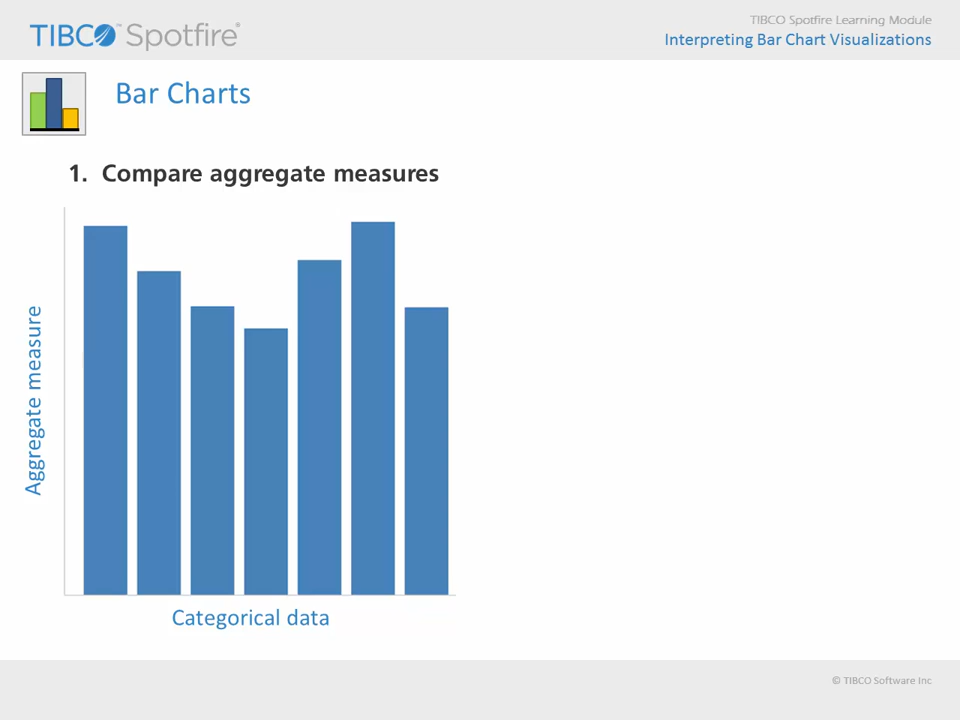 TIBCO™ Spotfire®
TIBCO Spotfire Learning Module
Interpreting Bar Chart Visualizations
Bar Charts
1. Compare aggregate measures
Aggregate measure
Categorical data
© TIBCO Software Inc